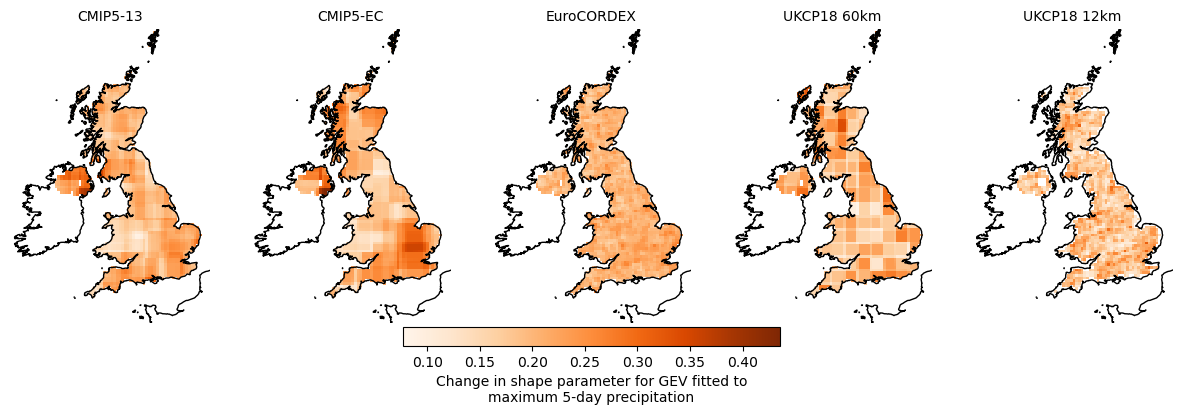 CMIP5-13
CMIP5-EC
EuroCORDEX
UKCP18 60km
UKCP18 12km
0.10 0.15 0.20 0.25 0.30 0.35 0.40
Change in shape parameter for GEV fitted to
maximum 5-day precipitation